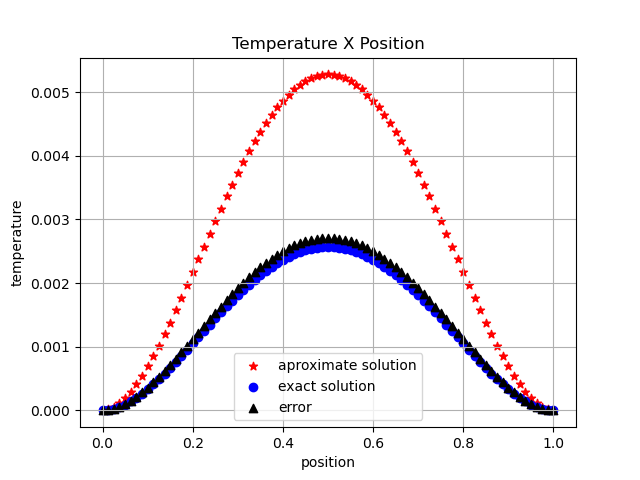 Temperature X Position
0.005
0.004
0.003
0.002
0.001
0.000
temperature
aproximate solution
exact solution
error
0.0 0.2 0.4 0.6 0.8 1.0
position